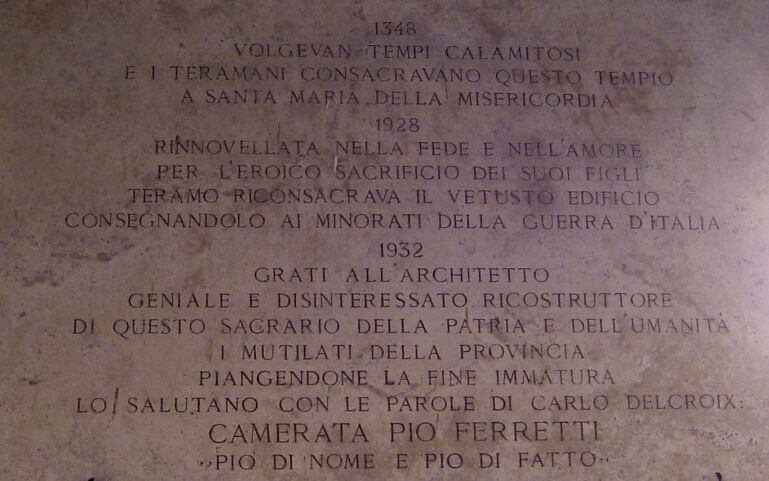 1348
VOLGEVAN TEMPI CALAMITOSI
E I TERAMANI CONSACRAVANO QUESTO TEMPIO
A SANTA MARIA DELLA MISERICORDIA
1928
RINNOVELLATA NELLA FEDE E NELL'AMORE
PER L'EROICO SACRIFICIO DEI SUOI FIGLI
TERAMO RICONSACRAVA IL VETUSTO EDIFICIO
CONSEGNANDOLO AI MINORATI DELLA GUERRA D'ITALIA
1932
GRATI ALL'ARCHITETTO
GENIALE E DISINTERESSATO RICOSTRUTTORE
DI QUESTO SACRARIO DELLA PATRIA E DELL'UMANITÀ
I MUTILATI DELLA PROVINCIA
PIANGENDONE LA FINE IMMATURA
LO SALUTANO CON LE PAROLE DI CARLO DELCROIX:
CAMERATA PIO FERRETTI
"PIO DI NOME E PIO DI FATTO"